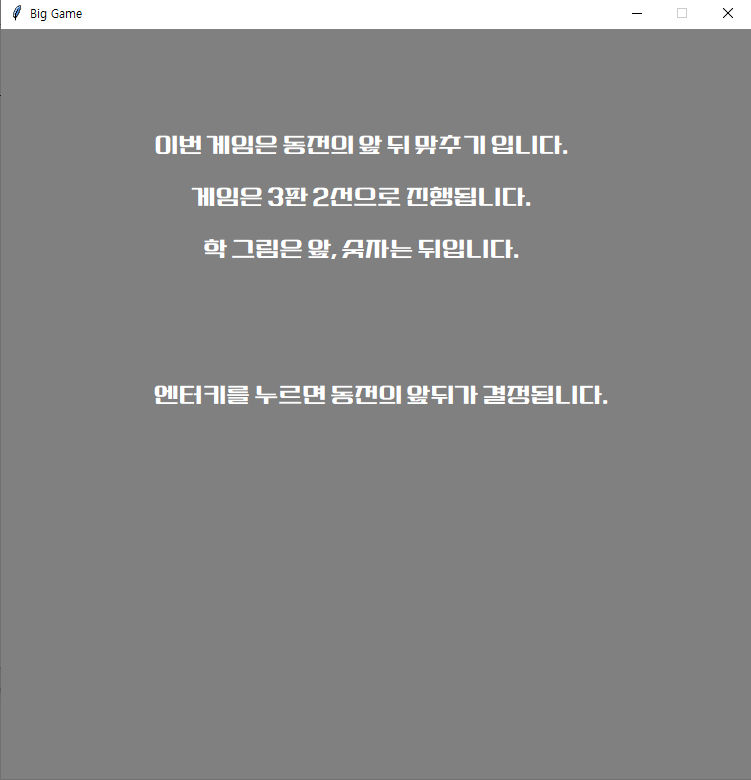 Big Game
이번 게임은 동전의 앞 뒤 맞추기 입니다.
게임은 3판 2선으로 진행됩니다.
학 그림은 앞, 숫자는 뒤입니다.
엔터키를 누르면 동전의 앞뒤가 결정됩니다.